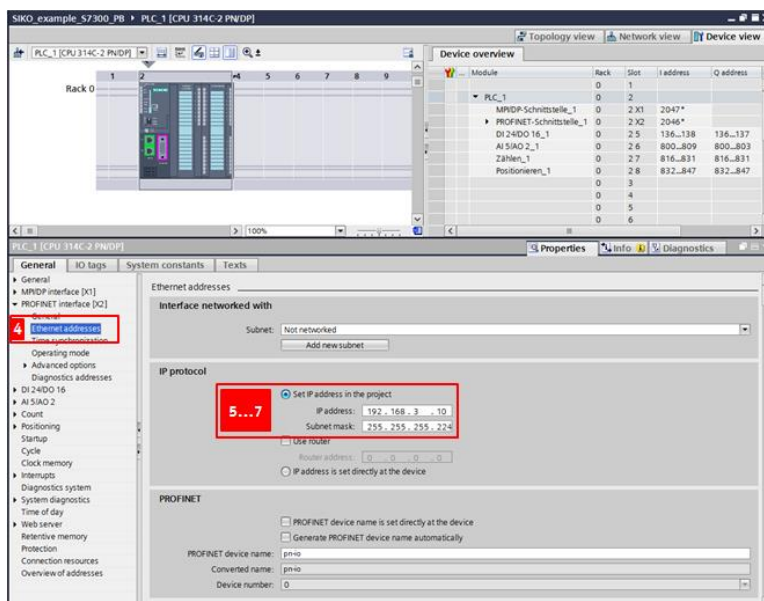 SIKO_example_S7300_PB ▸ PLC_1 [CPU 314C-2 PN/DP]
Topology view Network view Device view
PLC_1 [CPU 314C-2 PN/DP]
Device overview
Module Rack Slot I address Q address
0 1
PLC_1 0 2
MPI/DP-Schnittstelle_1 0 2 X1 2047*
PROFINET-Schnittstelle_1 0 2 X2 2046*
DI 24/DO 16_1 0 2 5 136...138 136...137
AI 5/AO 2_1 0 2 6 800...809 800...803
Zählen_1 0 2 7 816...831 816...831
Positionieren_1 0 2 8 832...847 832...847
0 3
0 4
0 5
0 6
1 2 4 5 6 7 8 9
Rack 0
100%
PLC_1 [CPU 314C-2 PN/DP]
Properties Info Diagnostics
General IO tags System constants Texts
General
MPI/DP interface [X1]
PROFINET interface [X2]
General
4
Ethernet addresses
Time synchronization
Operating mode
Advanced options
Diagnostics addresses
DI 24/DO 16
AI 5/AO 2
Count
Positioning
Startup
Cycle
Clock memory
Interrupts
Diagnostics system
System diagnostics
Time of day
Web server
Retentive memory
Protection
Connection resources
Overview of addresses
Ethernet addresses
Interface networked with
Subnet: Not networked
Add new subnet
IP protocol
5...7
Set IP address in the project
IP address: 192 . 168 . 3 . 10
Subnet mask: 255 . 255 . 255 . 224
Use router
Router address: 0 . 0 . 0 . 0
IP address is set directly at the device
PROFINET
PROFINET device name is set directly at the device
Generate PROFINET device name automatically
PROFINET device name: pn-io
Converted name: pn-io
Device number: 0